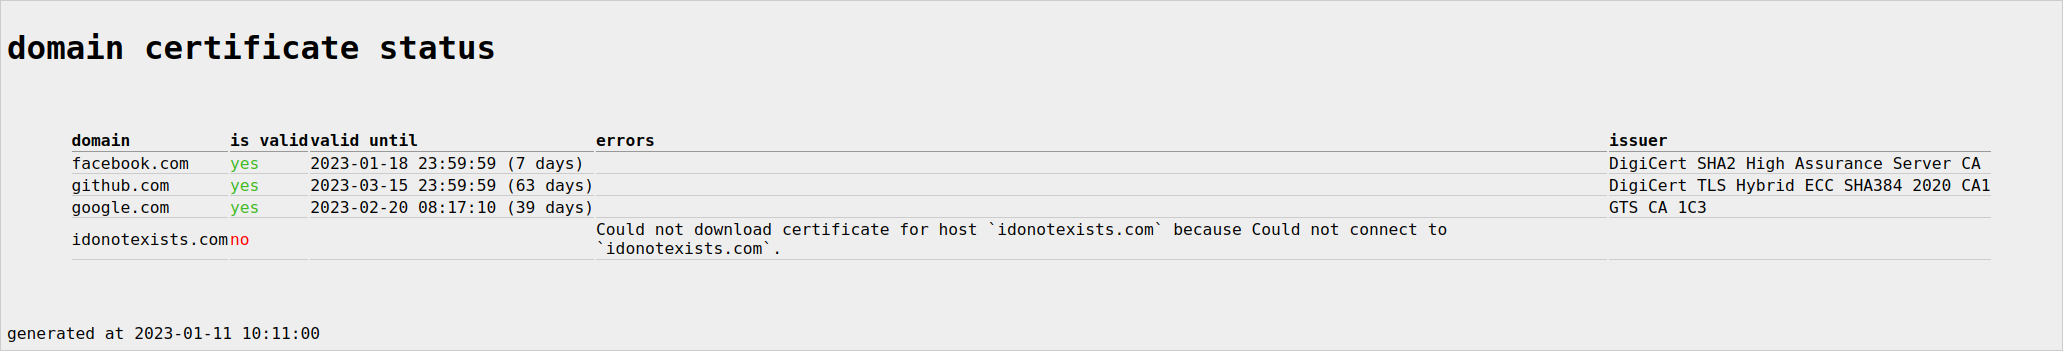 domain certificate status
domain is valid valid until errors issuer
facebook.com yes 2023-01-18 23:59:59 (7 days) DigiCert SHA2 High Assurance Server CA
github.com yes 2023-03-15 23:59:59 (63 days) DigiCert TLS Hybrid ECC SHA384 2020 CA1
google.com yes 2023-02-20 08:17:10 (39 days) GTS CA 1C3
idonotexists.com no Could not download certificate for host `idonotexists.com` because Could not connect to
`idonotexists.com`.
generated at 2023-01-11 10:11:00